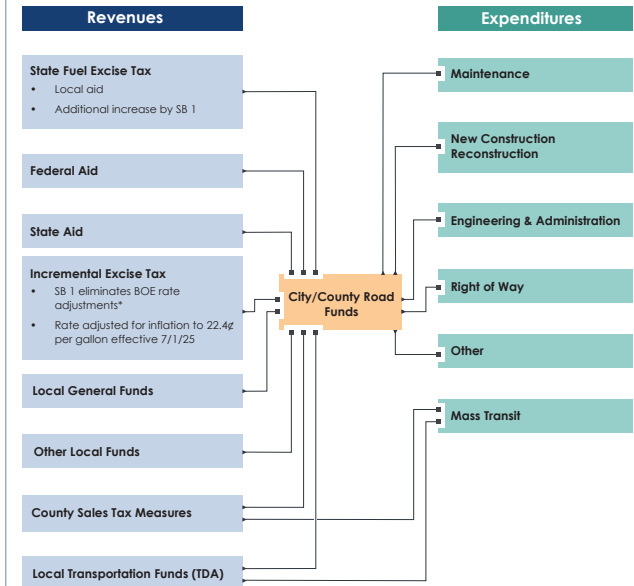 Revenues
Expenditures
State Fuel Excise Tax
• Local aid
• Additional increase by SB 1
Federal Aid
State Aid
Incremental Excise Tax
• SB 1 eliminates BOE rate
adjustments*
• Rate adjusted for inflation to 22.4¢
per gallon effective 7/1/25
Local General Funds
Other Local Funds
County Sales Tax Measures
Local Transportation Funds (TDA)
City/County Road
Funds
Maintenance
New Construction
Reconstruction
Engineering & Administration
Right of Way
Other
Mass Transit